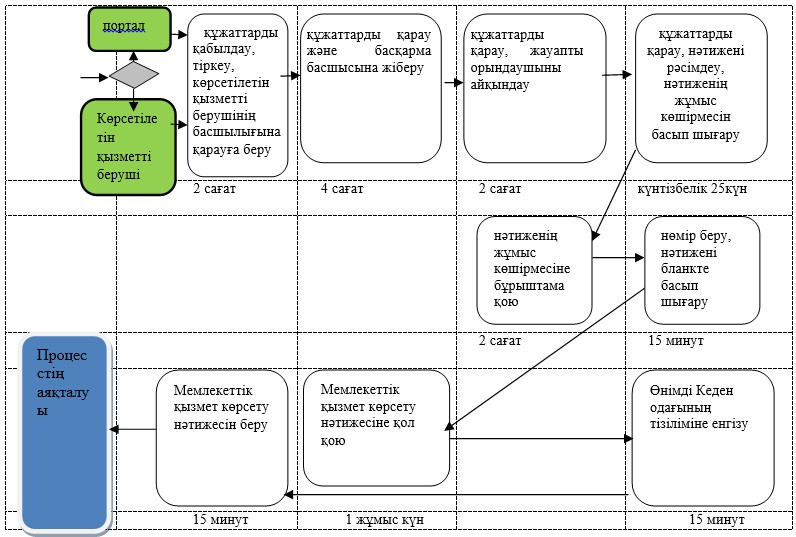 портал
Көрсетіле
тін
қызметті
беруші
құжаттарды
қабылдау,
тіркеу,
көрсетілетін
қызметті
берушінің
басшылығына
қарауға беру
құжаттарды қарау
және басқарма
басшысына жіберу
құжаттарды
қарау, жауапты
орындаушыны
айқындау
құжаттарды
қарау, нәтижені
рәсімдеу,
нәтиженің
жұмыс
көшірмесін
басып шығару
2 сағат
4 сағат
2 сағат
күнтізбелік 25күн
нәтиженің
жұмыс
көшірмесіне
бұрыштама
қою
нөмір беру,
нәтижені
бланкте
басып
шығару
2 сағат
15 минут
Процес
стің
аяқталу
ы
Мемлекеттік
қызмет көрсету
нәтижесін беру
Мемлекеттік
қызмет көрсету
нәтижесіне қол
қою
Өнімді Кеден
одағының
тізіліміне енгізу
15 минут
1 жұмыс күн
15 минут